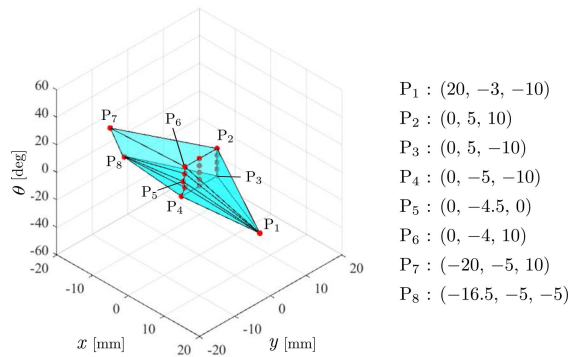 60
40
20
0
-20
-40
-60
θ [deg]
-20
-10
0
10
20
x [mm]
-20
-10
0
10
20
y [mm]
P7
P6
P2
P8
P3
P5
P4
P1
P1 : (20, −3, −10)
P2 : (0, 5, 10)
P3 : (0, 5, −10)
P4 : (0, −5, −10)
P5 : (0, −4.5, 0)
P6 : (0, −4, 10)
P7 : (−20, −5, 10)
P8 : (−16.5, −5, −5)